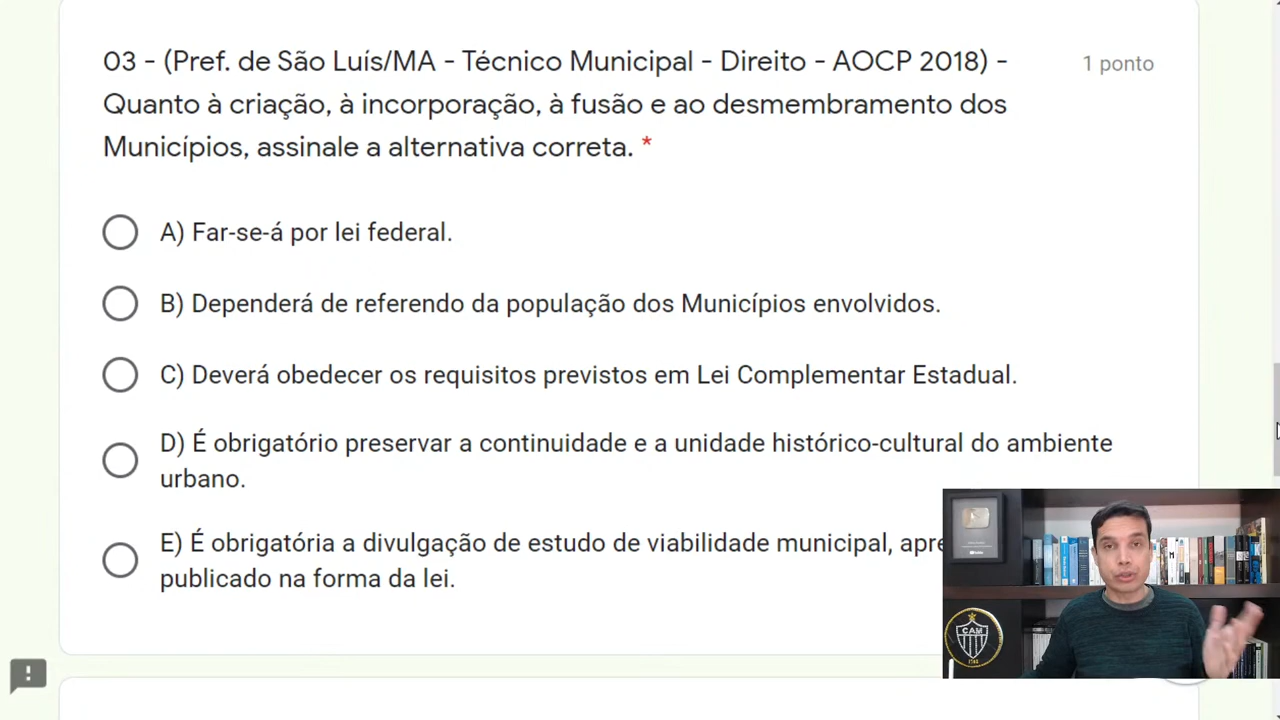 03 - (Pref. de São Luís/MA - Técnico Municipal - Direito - AOCP 2018) -
1 ponto
Quanto à criação, à incorporação, à fusão e ao desmembramento dos
Municípios, assinale a alternativa correta. *
A) Far-se-á por lei federal.
B) Dependerá de referendo da população dos Municípios envolvidos.
C) Deverá obedecer os requisitos previstos em Lei Complementar Estadual.
D) É obrigatório preservar a continuidade e a unidade histórico-cultural do ambiente
urbano.
E) É obrigatória a divulgação de estudo de viabilidade municipal, apre
publicado na forma da lei.
CAM